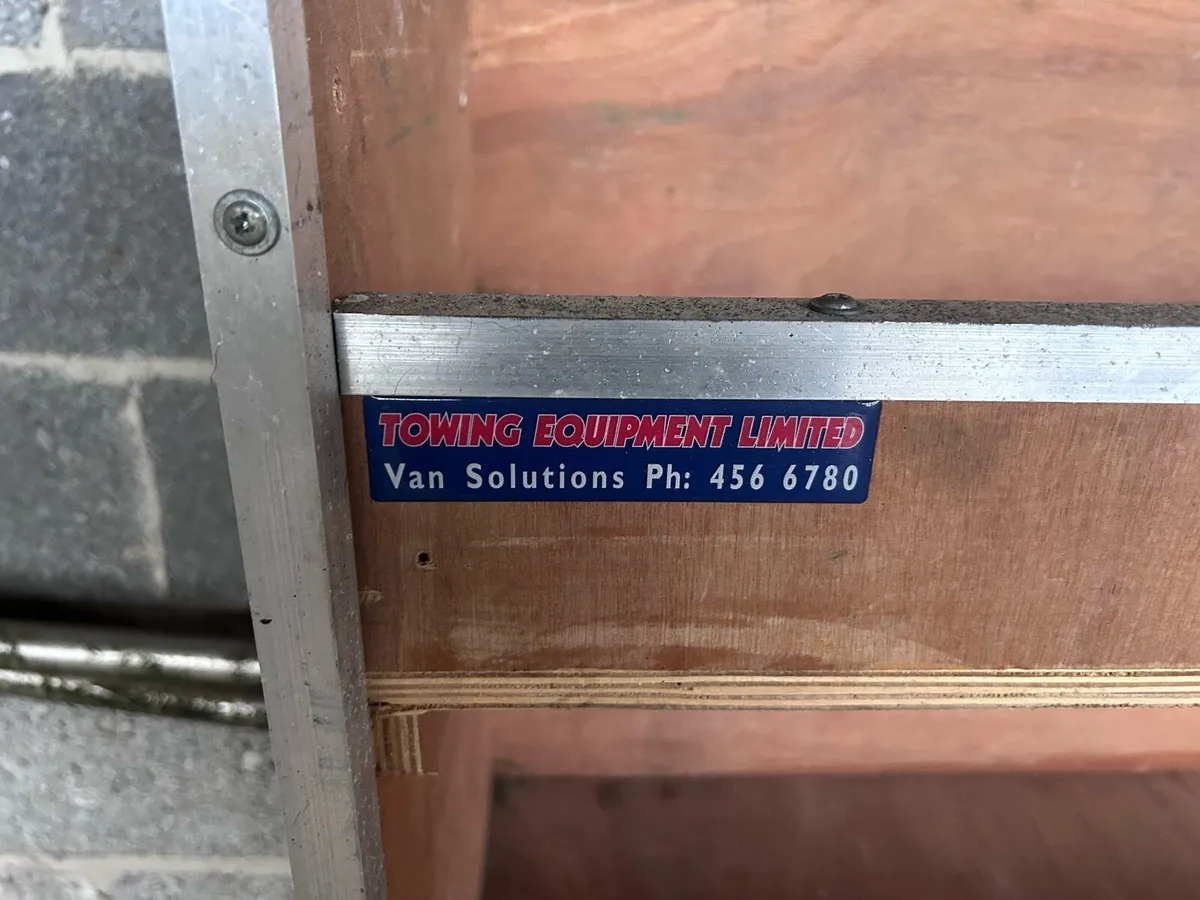 TOWING EQUIPMENT LIMITED
Van Solutions Ph: 456 6780